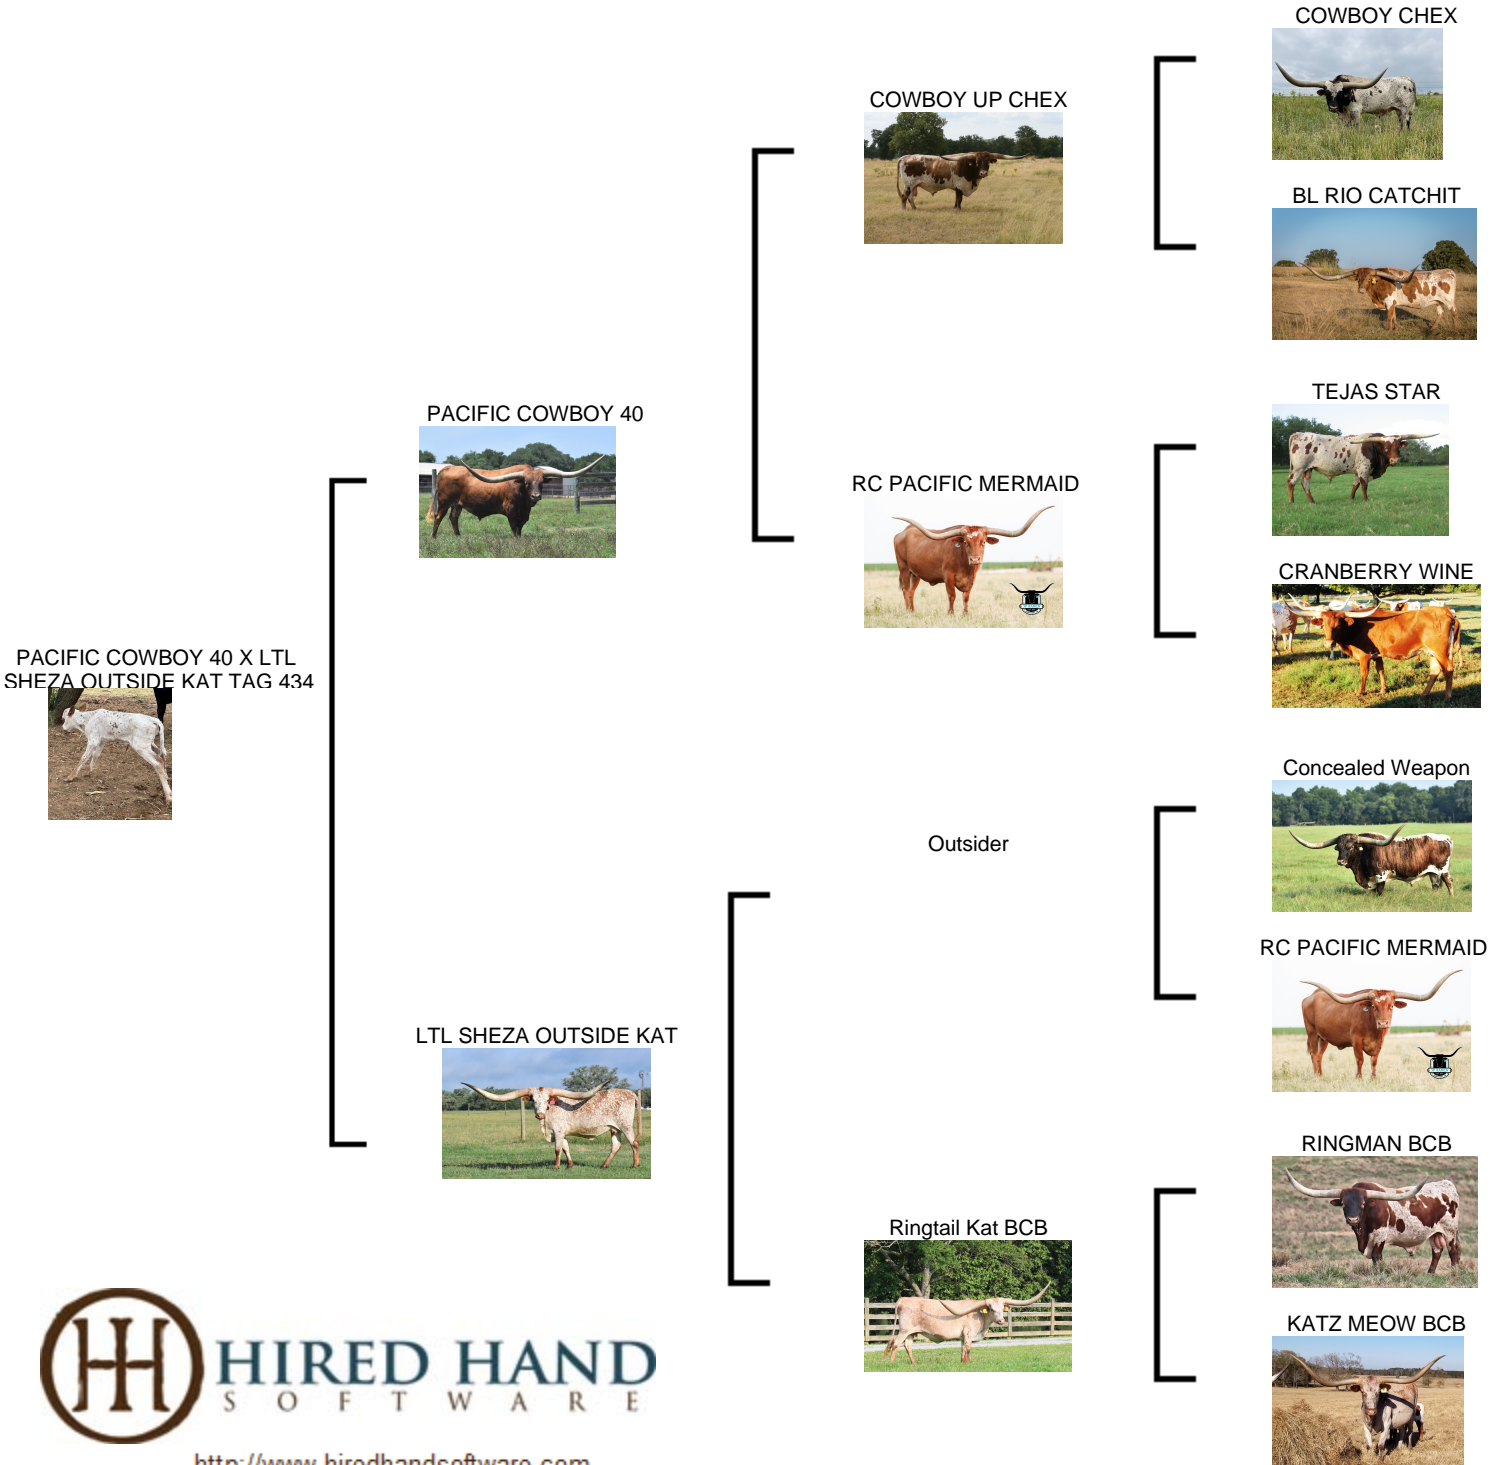 COWBOY CHEX
COWBOY UP CHEX
BL RIO CATCHIT
TEJAS STAR
PACIFIC COWBOY 40
RC PACIFIC MERMAID
CRANBERRY WINE
PACIFIC COWBOY 40 X LTL
SHEZA OUTSIDE KAT TAG 434
Concealed Weapon
Outsider
RC PACIFIC MERMAID
LTL SHEZA OUTSIDE KAT
RINGMAN BCB
Ringtail Kat BCB
KATZ MEOW BCB
HIRED HAND
SOFTWARE
http://www.hiredhandsoftware.com